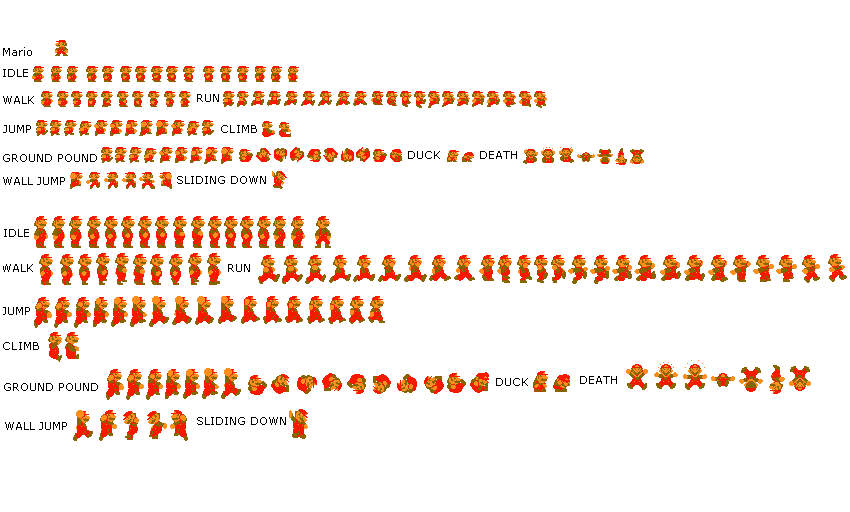 Mario
IDLE
WALK RUN
JUMP CLIMB
GROUND POUND DUCK DEATH
WALL JUMP SLIDING DOWN
IDLE
WALK RUN
JUMP
CLIMB
GROUND POUND DUCK DEATH
WALL JUMP SLIDING DOWN